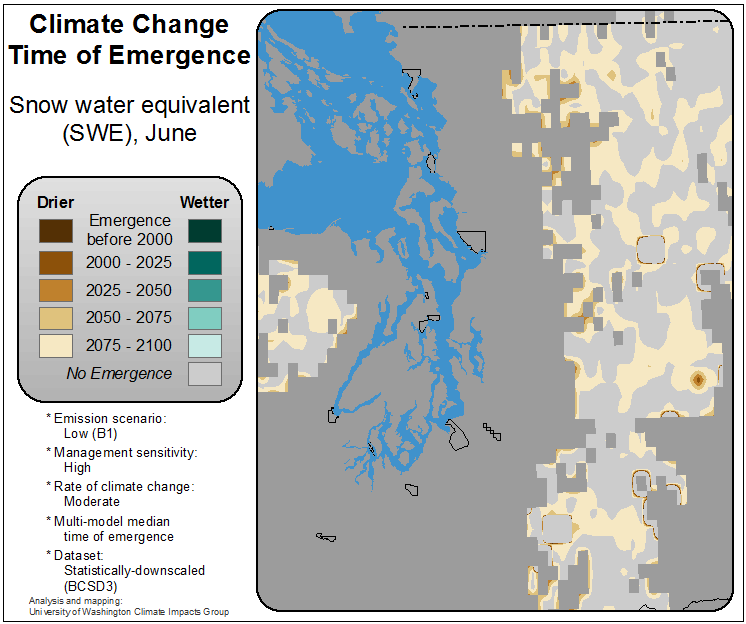 Climate Change
Time of Emergence
Snow water equivalent
(SWE), June
Drier Wetter
Emergence
before 2000
2000 - 2025
2025 - 2050
2050 - 2075
2075 - 2100
No Emergence
* Emission scenario:
Low (B1)
* Management sensitivity:
High
* Rate of climate change:
Moderate
* Multi-model median
time of emergence
* Dataset:
Statistically-downscaled
(BCSD3)
Analysis and mapping:
University of Washington Climate Impacts Group